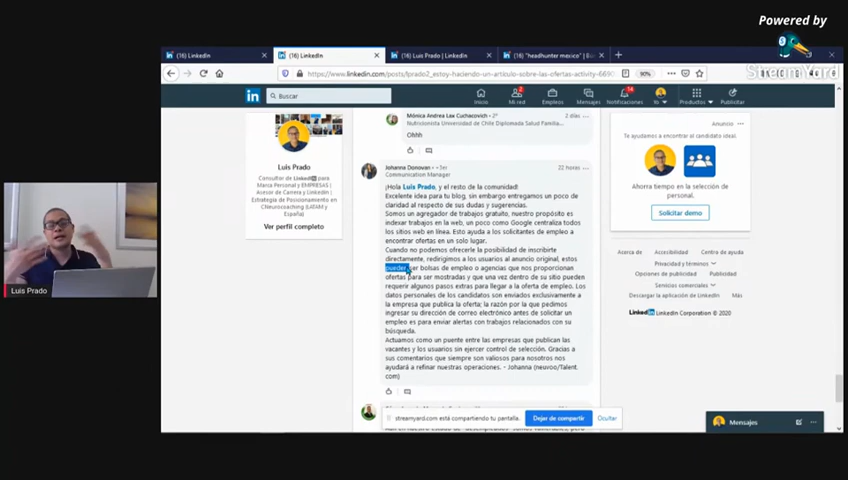 Powered by
StreamYard
(16) LinkedIn
(16) LinkedIn
(16) Luis Prado | LinkedIn
(16) "headhunter mexico" |
https://www.linkedin.com/posts/lprado2_estoy-haciendo-un-articulo-sobre-las-ofertas-activity-6690
90%
Buscar
Inicio
Mi red
Empleos
Mensajes
Notificaciones
Yo
Productos
Publicitar
Luis Prado
Consultor de LinkedIn para
Marca Personal y EMPRESAS |
Asesor de Carrera y Linkedin |
Estrategia de Posicionamiento en
España)
Ver perfil completo
Mónica Andrea Lax Cuchacovich • 2º
2 días
Nutricionista Universidad de Chile Diplomada Salud Familia...
Ohhh
Johanna Donovan • 1er
22 horas
Communication Manager
¡Hola Luis Prado, y el resto de la comunidad!
Excelente idea para tu blog, sin embargo entregamos un poco de
claridad al respecto de sus dudas y sugerencias.
Somos un agregador de trabajos gratuito, nuestro propósito es
indexar trabajos en la web, un poco como Google centraliza todos
los sitios web en línea. Esto ayuda a los solicitantes de empleo a
encontrar ofertas en un solo lugar.
Cuando no podemos ofrecerle la posibilidad de inscribirte
directamente, redirigimos a los usuarios al anuncio original, estos
pueden ser bolsas de empleo o agencias que nos proporcionan
ofertas para ser mostradas y que una vez dentro de su sitio pueden
requerir algunos pasos extras para llegar a la oferta de empleo. Los
datos personales de los candidatos son enviados exclusivamente a
la empresa que publica la oferta; la razón por la que pedimos
ingresar su dirección de correo electrónico antes de solicitar un
empleo es para enviar alertas con trabajos relacionados con su
búsqueda.
Actuamos como un puente entre las empresas que publican las
vacantes y los usuarios sin ejercer control de selección. Gracias a
sus comentarios que siempre son valiosos para nosotros nos
ayudará a refinar nuestras operaciones. - Johanna (neuvoo/Talent.
com)
Anuncio
Te ayudamos a encontrar el candidato ideal.
Ahorra tiempo en la selección de
personal.
Solicitar demo
Acerca de
Accesibilidad
Centro de ayuda
Privacidad y términos
Opciones de publicidad
Publicidad
Servicios comerciales
Descargar la aplicación de LinkedIn
Más
LinkedIn LinkedIn Corporation © 2020
streamyard.com está compartiendo tu pantalla.
Dejar de compartir
Ocultar
Mensajes
Luis Prado